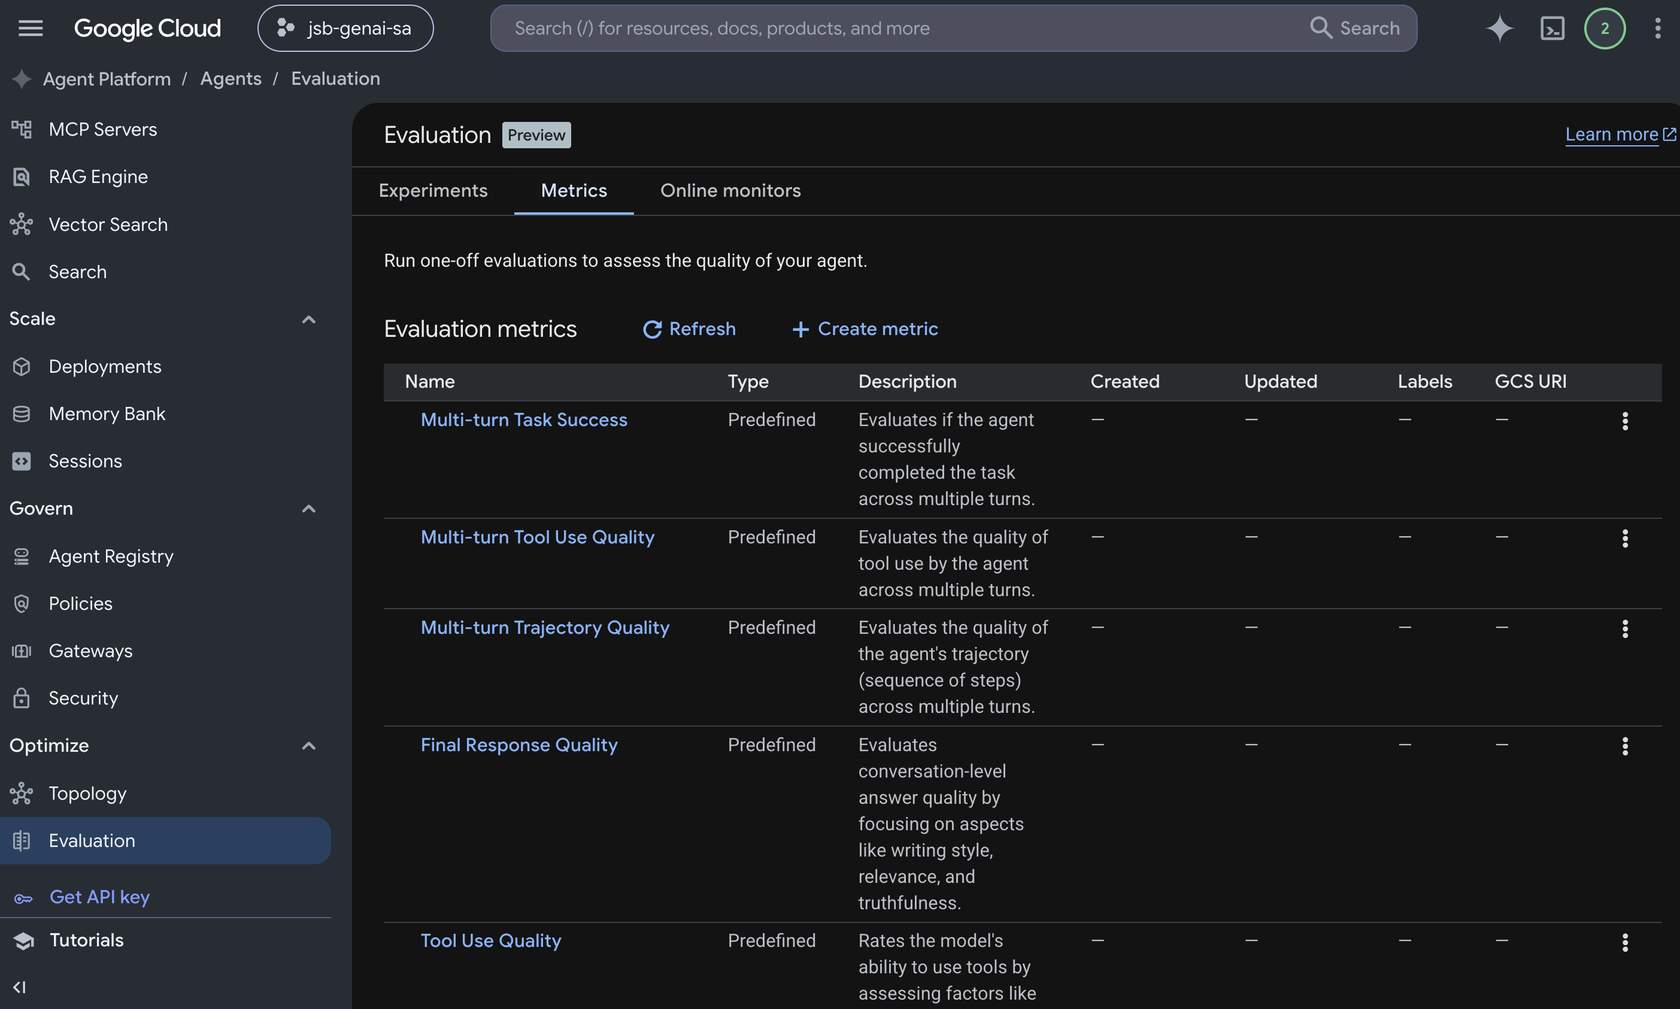 Google Cloud
jsb-genai-sa
Search (/) for resources, docs, products, and more
Search
2
Agent Platform / Agents / Evaluation
MCP Servers
RAG Engine
Vector Search
Search
Scale
Deployments
Memory Bank
Sessions
Govern
Agent Registry
Policies
Gateways
Security
Optimize
Topology
Evaluation
Get API key
Tutorials
Evaluation Preview
Learn more
Experiments Metrics Online monitors
Run one-off evaluations to assess the quality of your agent.
Evaluation metrics Refresh + Create metric
Name Type Description Created Updated Labels GCS URI
Multi-turn Task Success Predefined Evaluates if the agent — — — —
successfully
completed the task
across multiple turns.
Multi-turn Tool Use Quality Predefined Evaluates the quality of — — — —
tool use by the agent
across multiple turns.
Multi-turn Trajectory Quality Predefined Evaluates the quality of — — — —
the agent's trajectory
(sequence of steps)
across multiple turns.
Final Response Quality Predefined Evaluates — — — —
conversation-level
answer quality by
focusing on aspects
like writing style,
relevance, and
truthfulness.
Tool Use Quality Predefined Rates the model's — — — —
ability to use tools by
assessing factors like